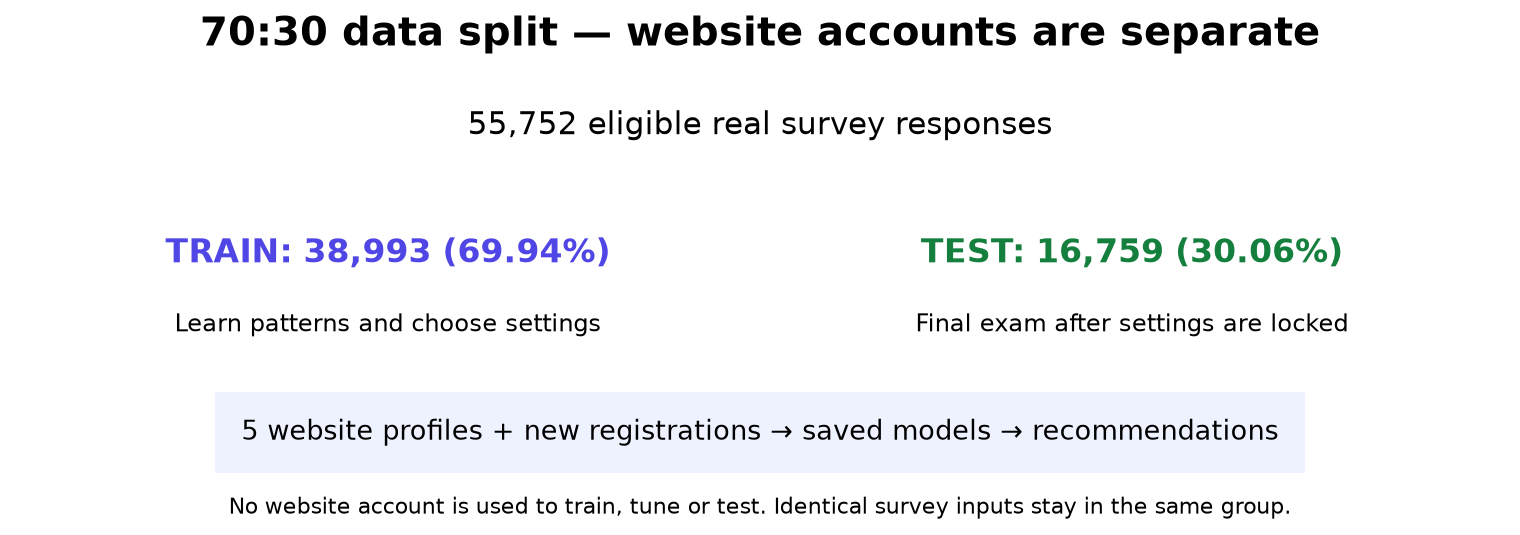 70:30 data split — website accounts are separate
55,752 eligible real survey responses
TRAIN: 38,993 (69.94%)
TEST: 16,759 (30.06%)
Learn patterns and choose settings
Final exam after settings are locked
5 website profiles + new registrations → saved models → recommendations
No website account is used to train, tune or test. Identical survey inputs stay in the same group.